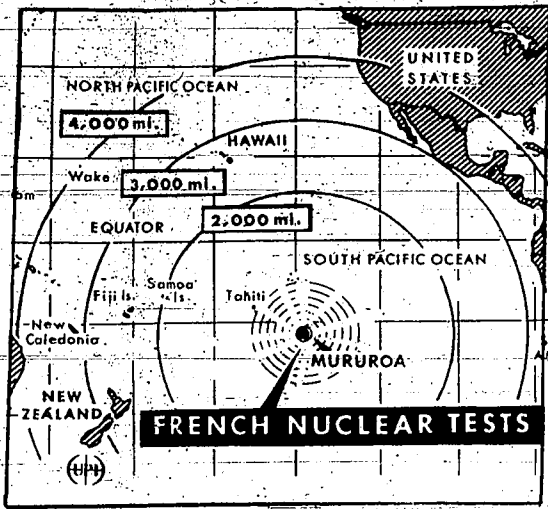 UNITED
STATES
NORTH PACIFIC OCEAN
4,000 mi.
HAWAII
Wake
3,000 mi.
2,000 mi.
EQUATOR
SOUTH PACIFIC OCEAN
Fiji Is.
Samoa
Is.
Tahiti
New
Caledonia
MURUROA
NEW
ZEALAND
FRENCH NUCLEAR TESTS
(UPI)